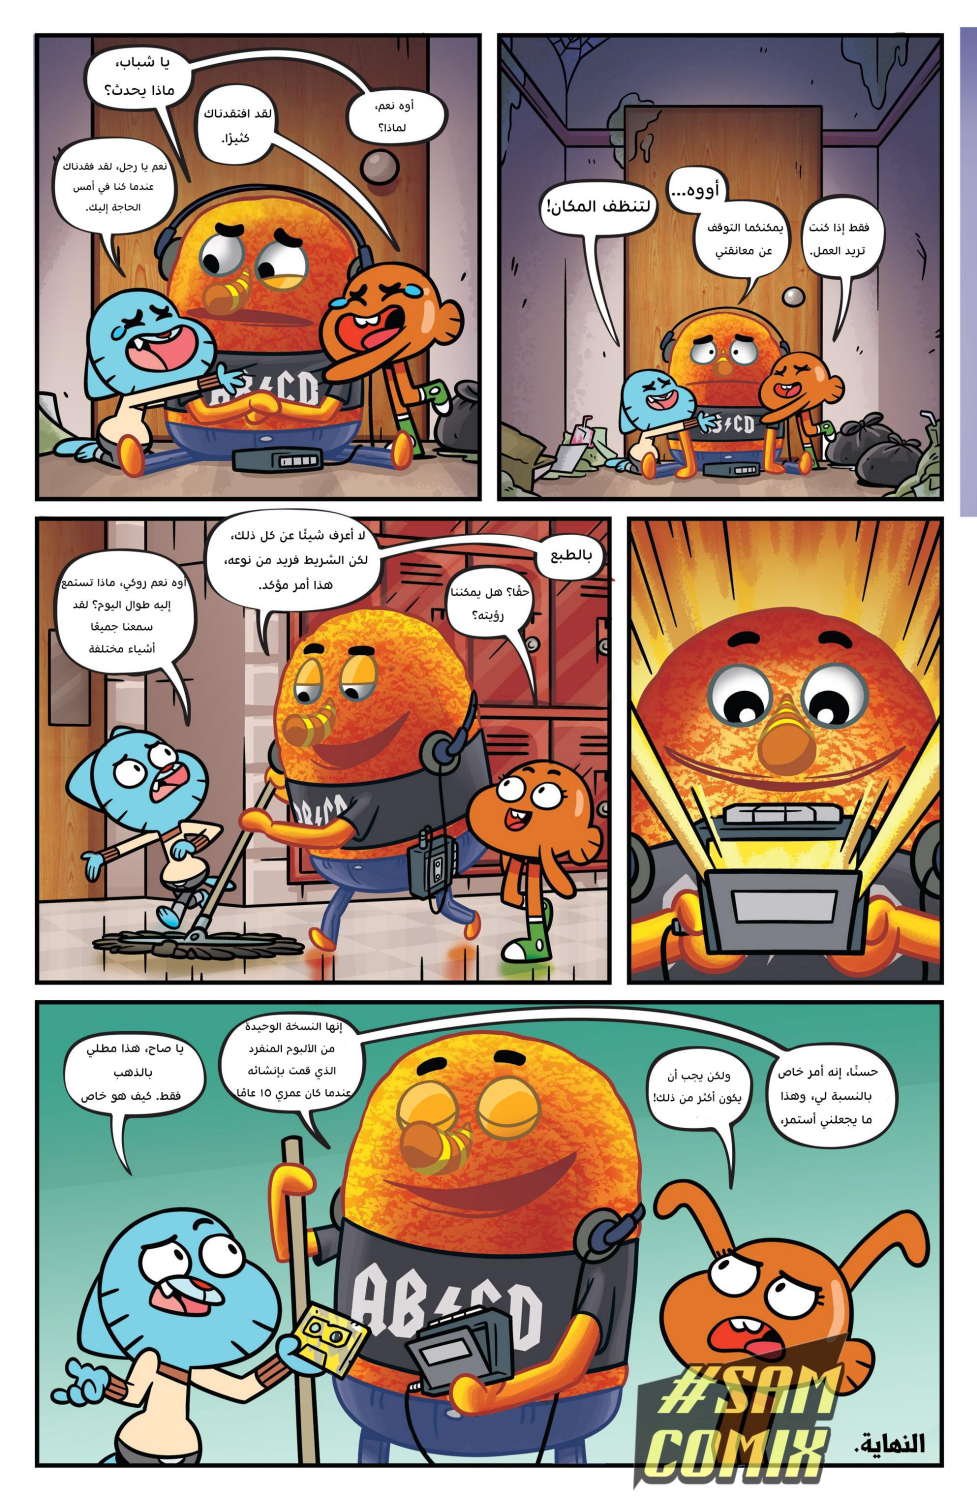 يا شباب،
ماذا يحدث؟
أوه نعم،
لماذا؟
لقد افتقدناك
كثيرًا.
نعم يا رجل، لقد فقدناك
عندما كنا في أمس
الحاجة إليك.
AB⚡CD
أووه...
يمكنكما التوقف
عن معانقتي
فقط إذا كنت
تريد العمل.
لتنظف المكان!
AB⚡CD
أوه نعم روكي، ماذا تستمع
إليه طوال اليوم؟ لقد
سمعنا جميعًا
أشياء مختلفة
لا أعرف شيئًا عن كل ذلك،
لكن الشريط فريد من نوعه،
هذا أمر مؤكد.
حقًا؟ هل يمكننا
رؤيته؟
بالطبع
AB⚡CD
إنها النسخة الوحيدة
من الألبوم المنفرد
الذي قمت بإنشائه
عندما كان عمري ١٥ عامًا
يا صاح، هذا مطلي
بالذهب
فقط. كيف هو خاص
ولكن يجب أن
يكون أكثر من ذلك!
حسنًا، إنه أمر خاص
بالنسبة لي، وهذا
ما يجعلني أستمر،
AB⚡CD
النهاية.
#SAM
COMIX